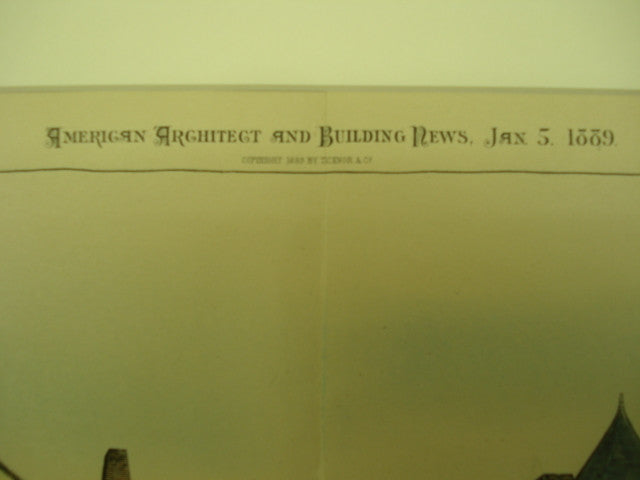 American Architect and Building News, Jan 5. 1889.
Copyright 1889 by Ticknor & Co